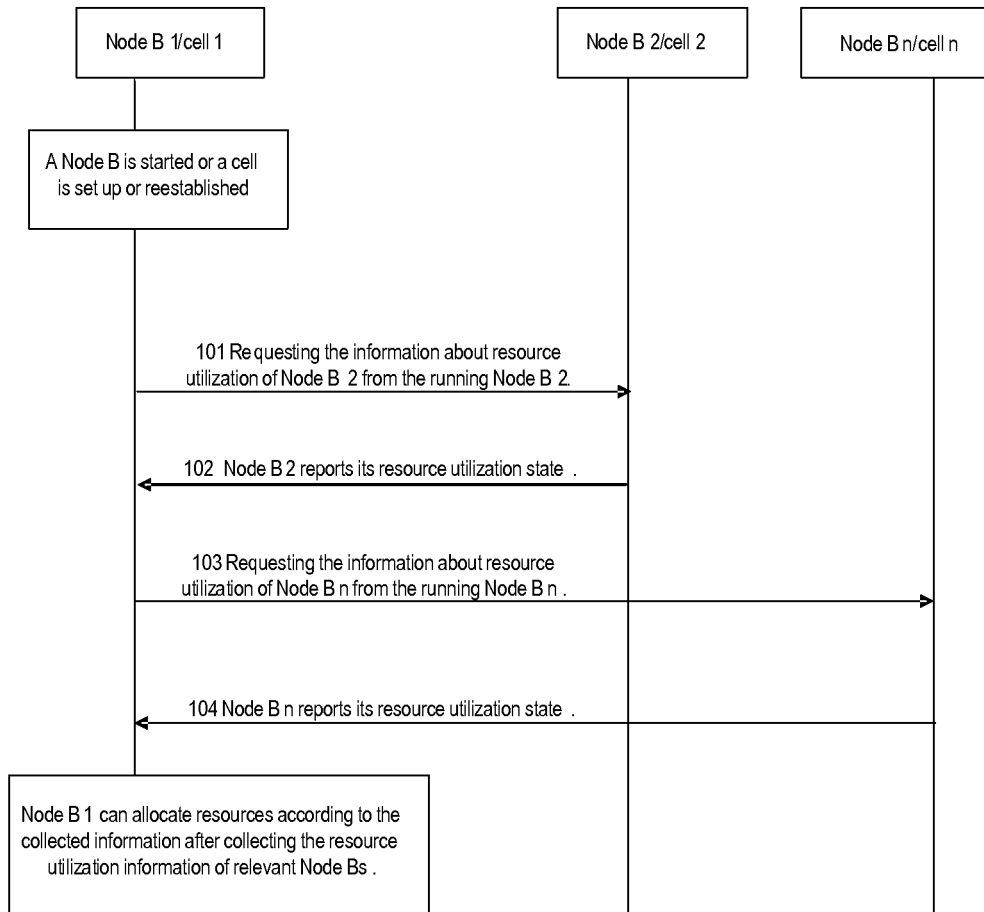 Node B 1/cell 1
Node B 2/cell 2
Node B n/cell n
A Node B is started or a cell
is set up or reestablished
101 Requesting the information about resource
utilization of Node B 2 from the running Node B 2.
102 Node B 2 reports its resource utilization state .
103 Requesting the information about resource
utilization of Node B n from the running Node B n .
104 Node B n reports its resource utilization state .
Node B 1 can allocate resources according to the
collected information after collecting the resource
utilization information of relevant Node Bs .